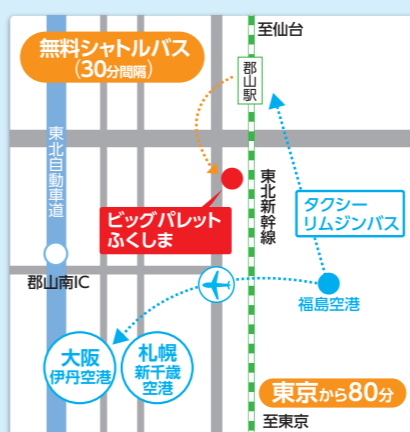 無料シャトルバス
（30分間隔）
至仙台
郡山駅
東北自動車道
東北新幹線
タクシー
リムジンバス
ビッグパレット
ふくしま
郡山南IC
福島空港
大阪
伊丹空港
札幌
新千歳
空港
東京から80分
至東京